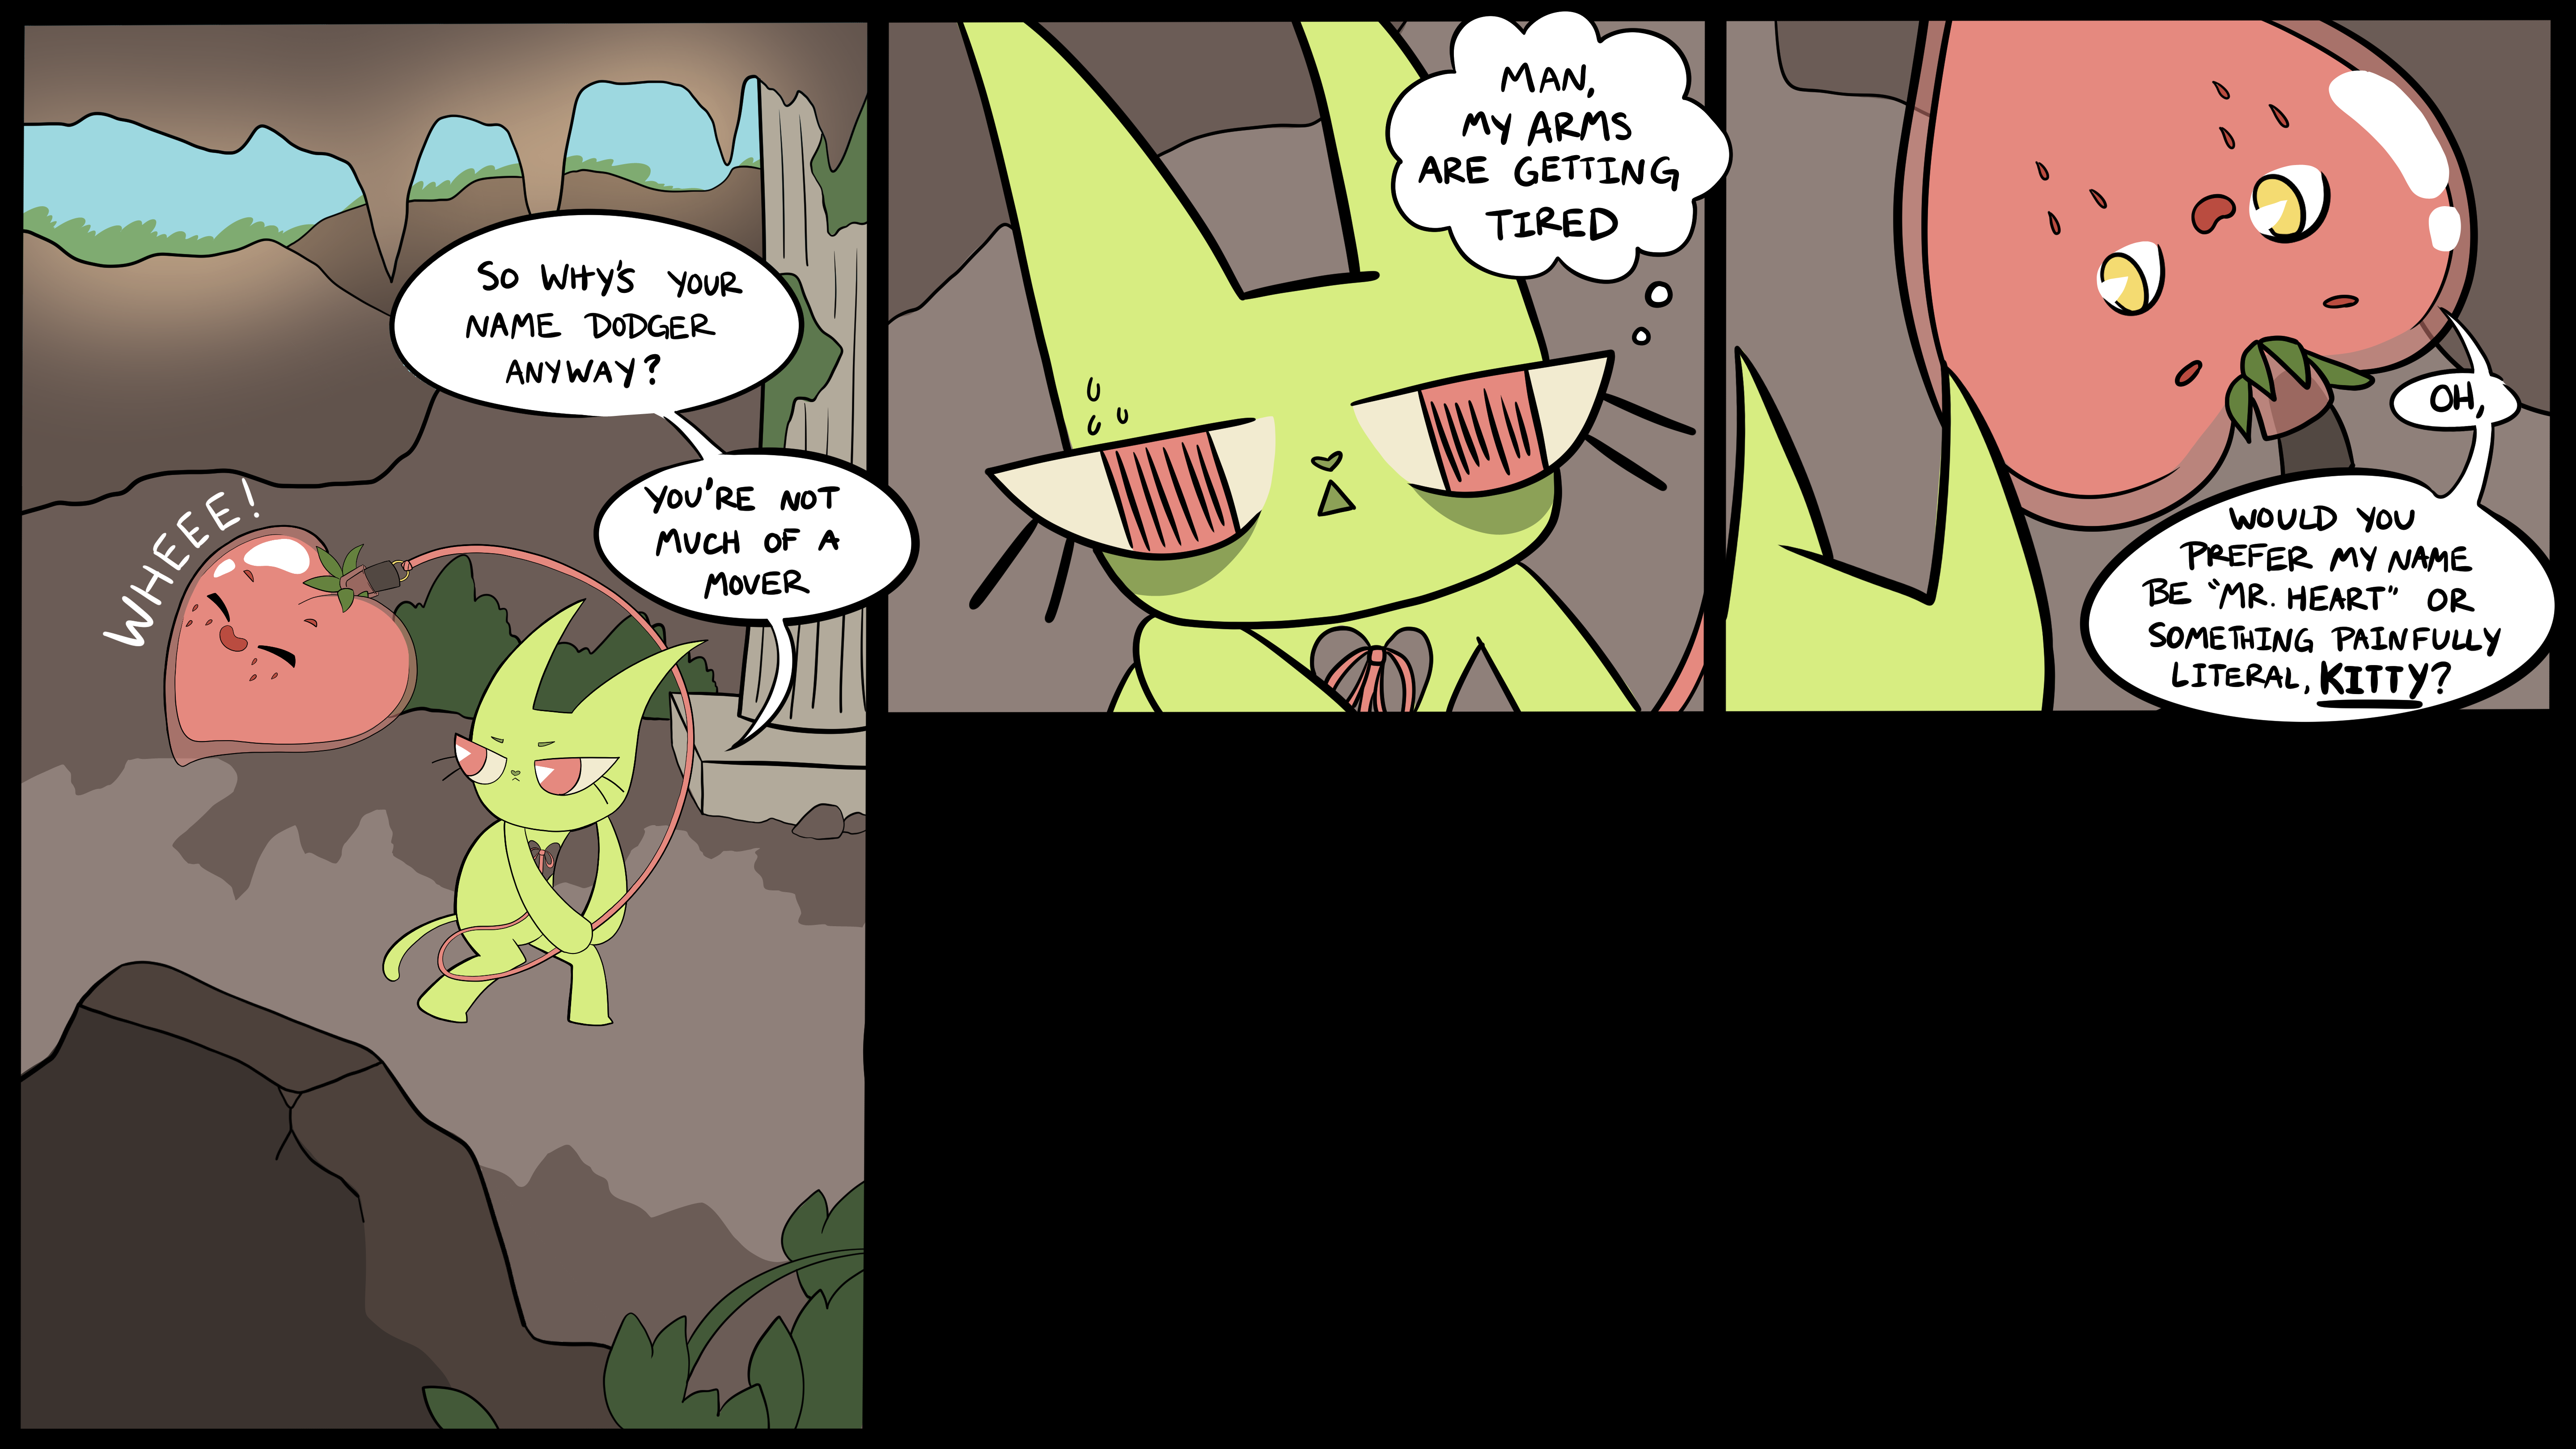 SO WHY'S YOUR
NAME DODGER
ANYWAY?
YOU'RE NOT
MUCH OF A
MOVER
WHEEE!
MAN,
MY ARMS
ARE GETTING
TIRED
OH,
WOULD YOU
PREFER MY NAME
BE "MR. HEART" OR
SOMETHING PAINFULLY
LITERAL, KITTY?